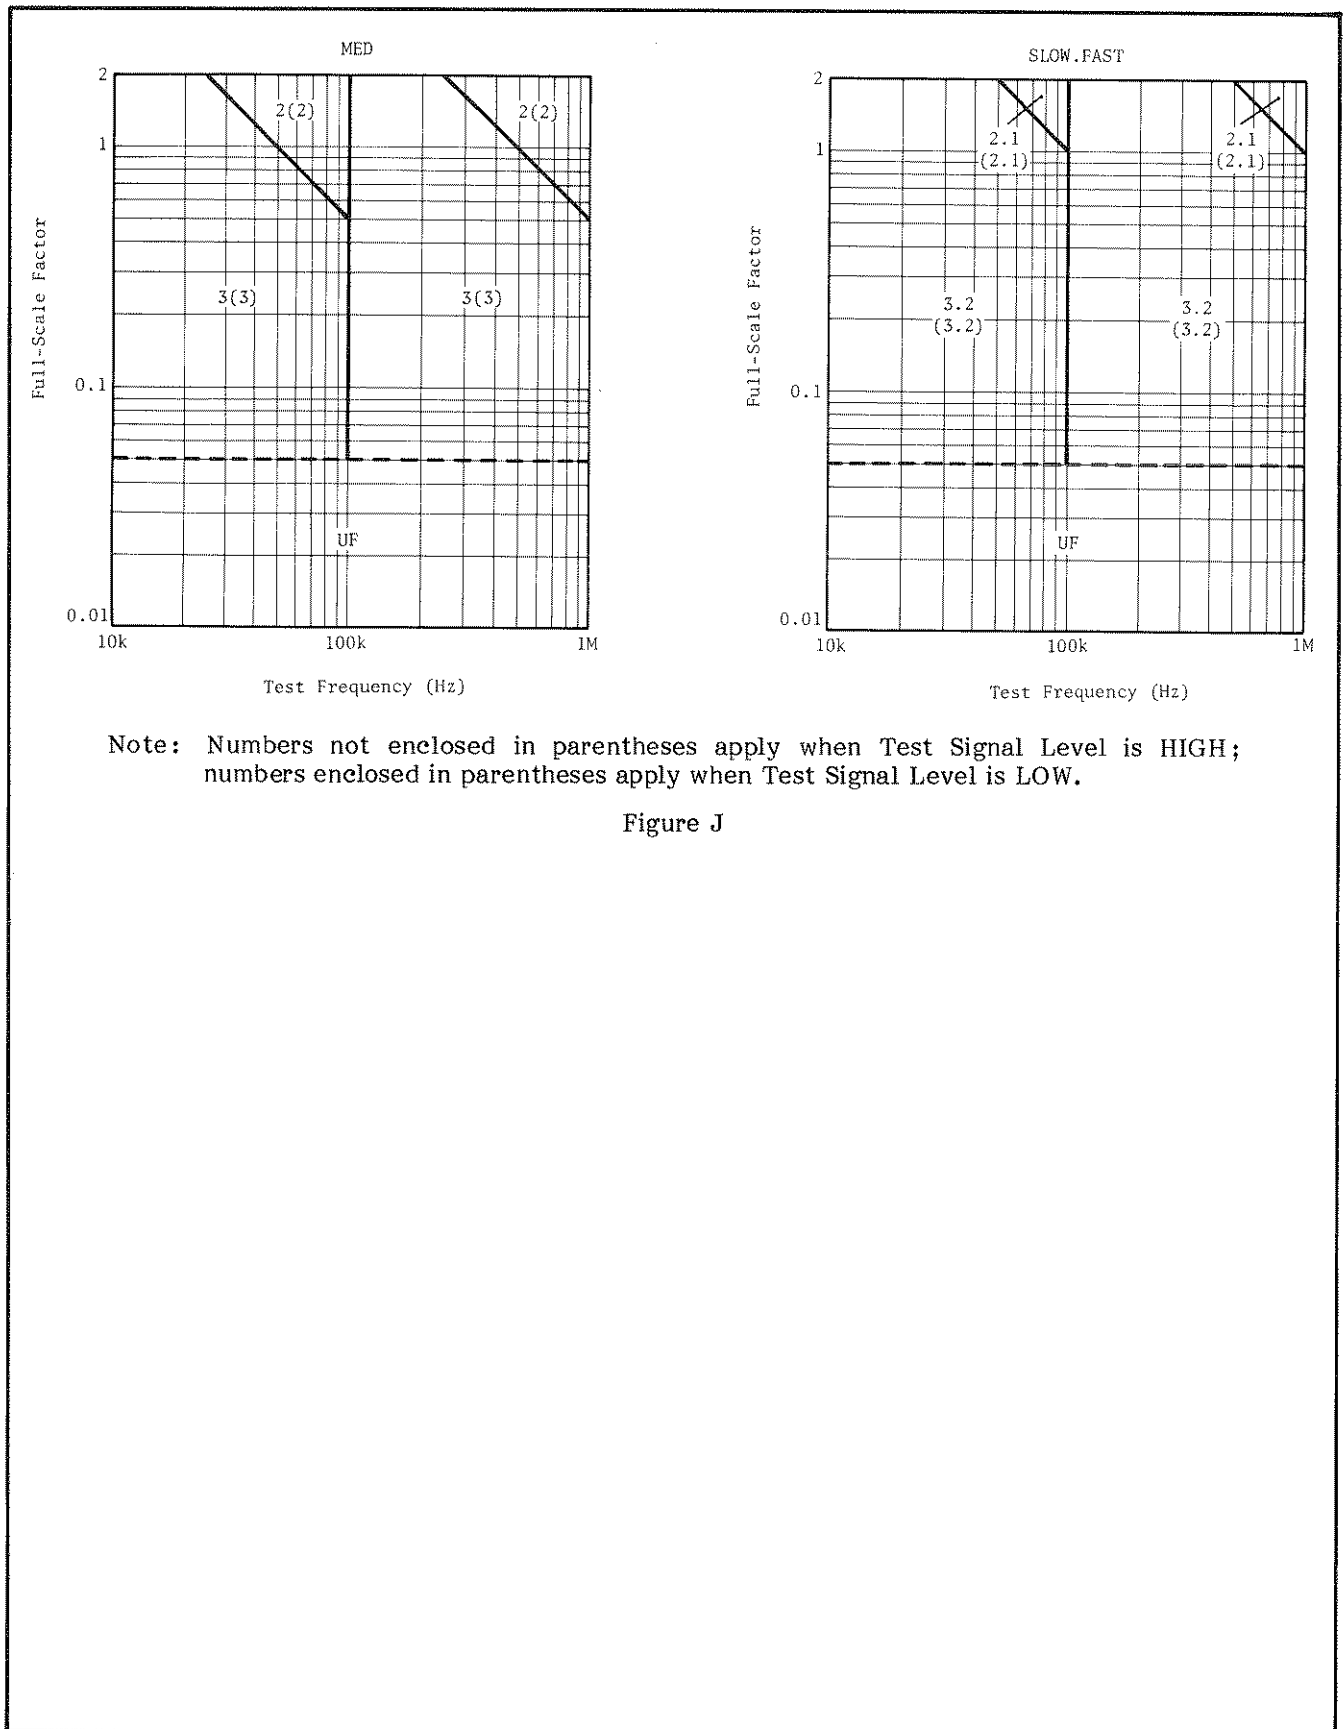 MED
2
1
0.1
0.01
Full-Scale Factor
2(2)
2(2)
3(3)
3(3)
UF
10k
100k
1M
Test Frequency (Hz)
SLOW.FAST
2
1
0.1
0.01
Full-Scale Factor
2.1
(2.1)
2.1
(2.1)
3.2
(3.2)
3.2
(3.2)
UF
10k
100k
1M
Test Frequency (Hz)
Note: Numbers not enclosed in parentheses apply when Test Signal Level is HIGH;
numbers enclosed in parentheses apply when Test Signal Level is LOW.
Figure J